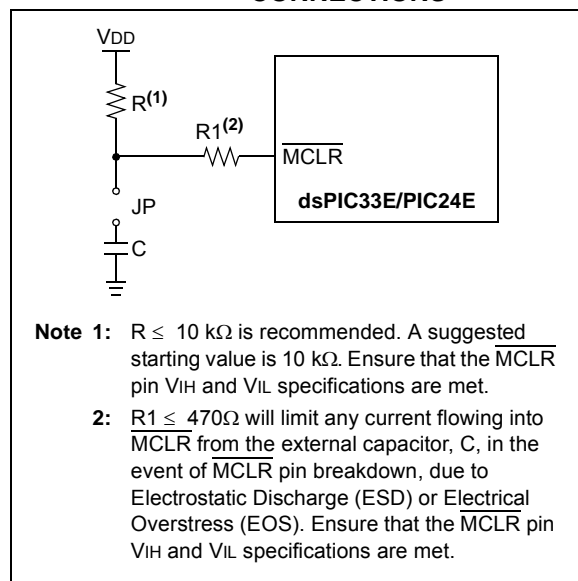 VDD
R(1)
R1(2)
MCLR
dsPIC33E/PIC24E
JP
C
Note 1: R ≤ 10 kΩ is recommended. A suggested
starting value is 10 kΩ. Ensure that the MCLR
pin VIH and VIL specifications are met.
2: R1 ≤ 470Ω will limit any current flowing into
MCLR from the external capacitor, C, in the
event of MCLR pin breakdown, due to
Electrostatic Discharge (ESD) or Electrical
Overstress (EOS). Ensure that the MCLR pin
VIH and VIL specifications are met.